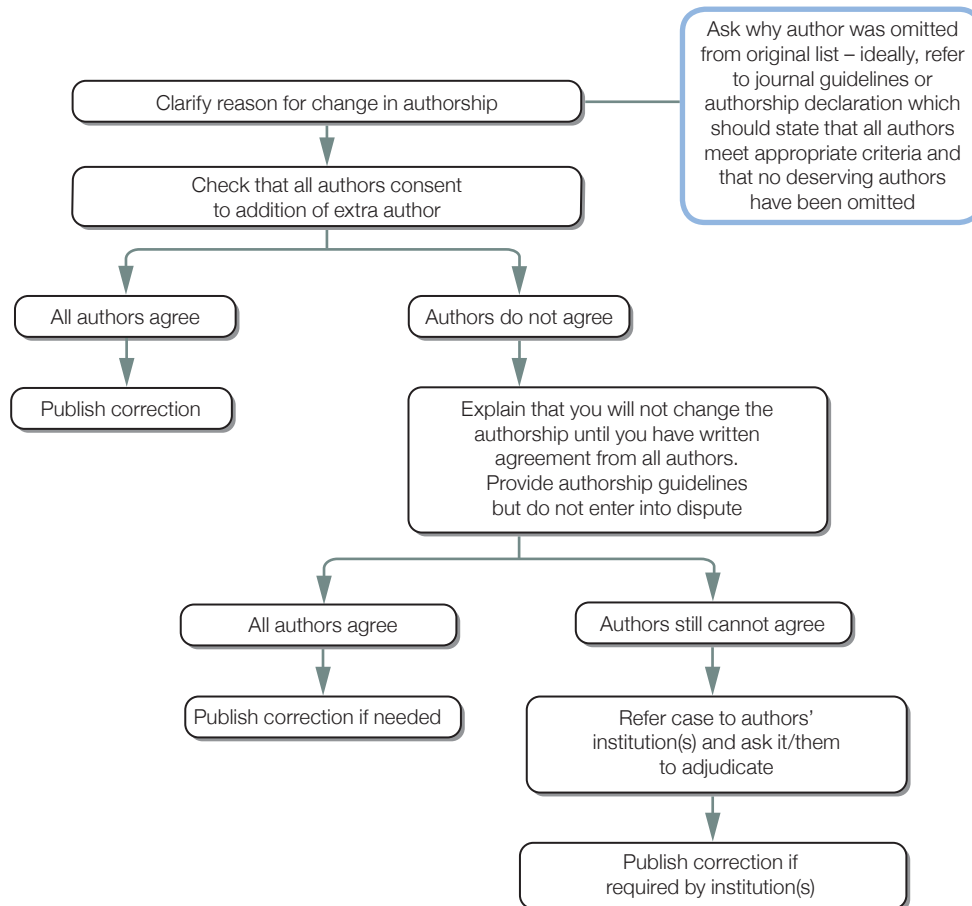 Ask why author was omitted
from original list – ideally, refer
to journal guidelines or
authorship declaration which
should state that all authors
meet appropriate criteria and
that no deserving authors
have been omitted
Clarify reason for change in authorship
Check that all authors consent
to addition of extra author
All authors agree
Authors do not agree
Publish correction
Explain that you will not change the
authorship until you have written
agreement from all authors.
Provide authorship guidelines
but do not enter into dispute
All authors agree
Authors still cannot agree
Publish correction if needed
Refer case to authors’
institution(s) and ask it/them
to adjudicate
Publish correction if
required by institution(s)